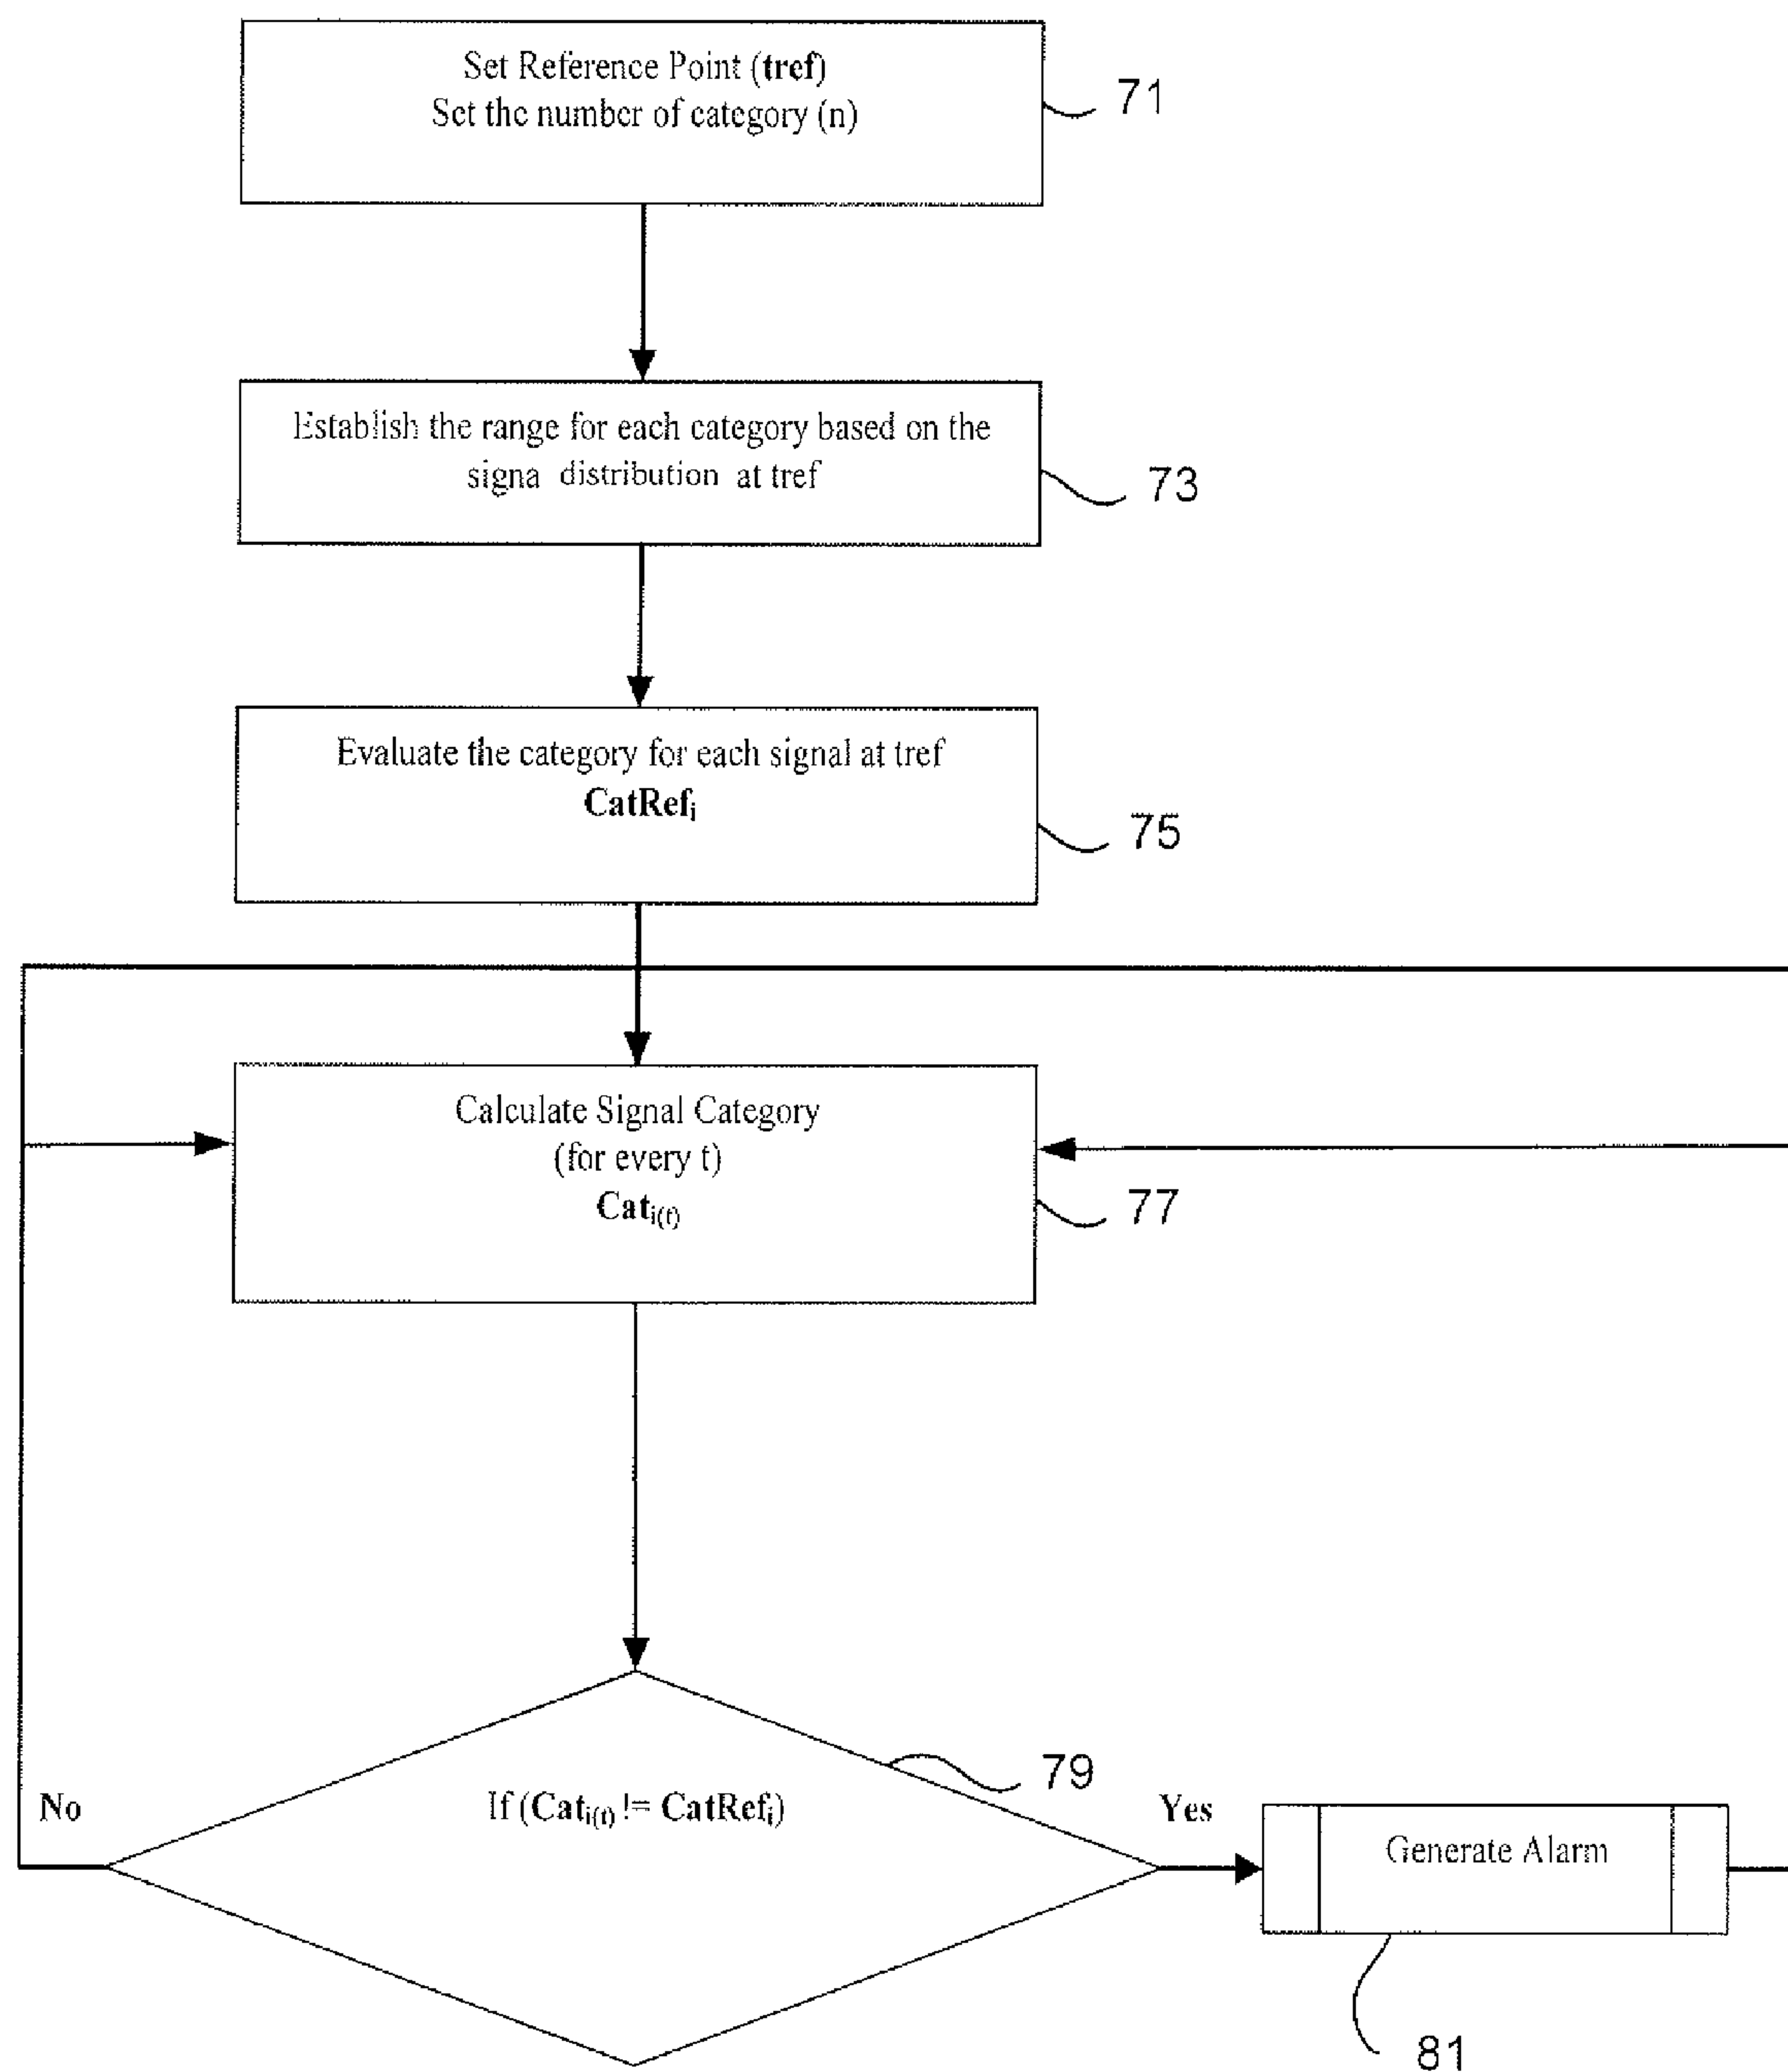 Set Reference Point (tref)
Set the number of category (n)
71
Establish the range for each category based on the
signa distribution at tref
73
Evaluate the category for each signal at tref
CatRefi
75
Calculate Signal Category
(for every t)
Cati(t)
77
79
If (Cati(t) != CatRefi)
No
Yes
Generate Alarm
81